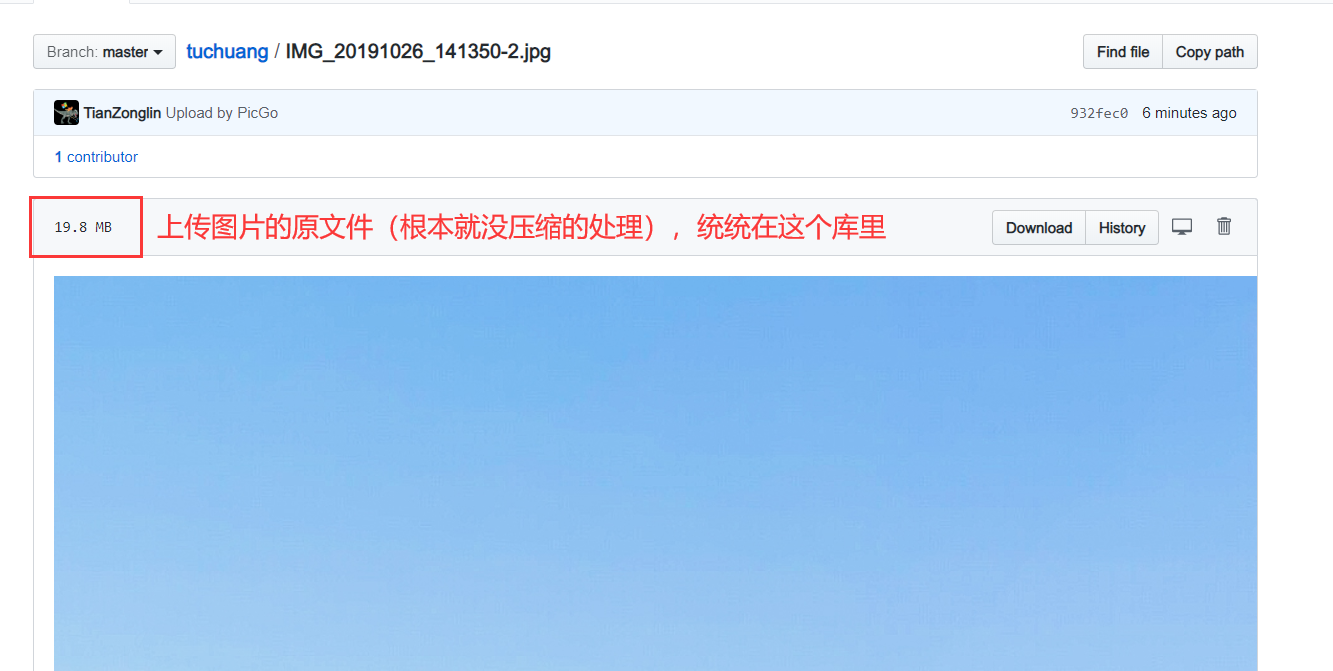 Branch: master
tuchuang / IMG_20191026_141350-2.jpg
Find file
Copy path
TianZonglin Upload by PicGo
932fec0 6 minutes ago
1 contributor
19.8 MB
上传图片的原文件（根本就没压缩的处理），统统在这个库里
Download
History